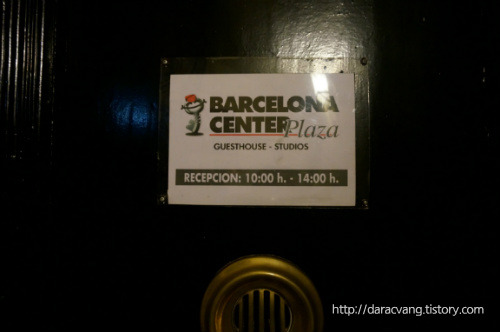 BARCELONA
CENTER Plaza
GUESTHOUSE - STUDIOS
RECEPCION: 10:00 h. - 14:00 h.
http://daracvang.tistory.com